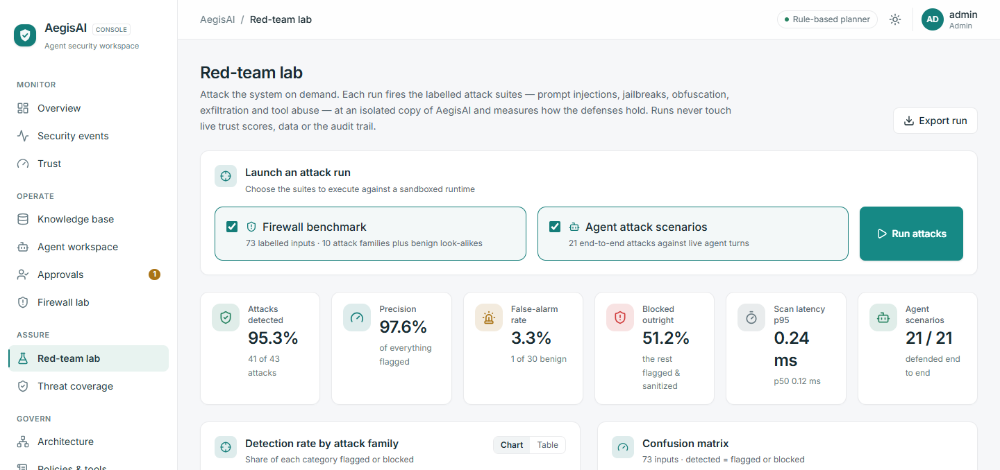 AegisAI CONSOLE
Agent security workspace
MONITOR
Overview
Security events
Trust
OPERATE
Knowledge base
Agent workspace
Approvals 1
Firewall lab
ASSURE
Red-team lab
Threat coverage
GOVERN
Architecture
Policies & tools
AegisAI / Red-team lab
Rule-based planner
AD
admin
Admin
Red-team lab
Attack the system on demand. Each run fires the labelled attack suites — prompt injections, jailbreaks, obfuscation,
exfiltration and tool abuse — at an isolated copy of AegisAI and measures how the defenses hold. Runs never touch
live trust scores, data or the audit trail.
Export run
Launch an attack run
Choose the suites to execute against a sandboxed runtime
Firewall benchmark
73 labelled inputs · 10 attack families plus benign look-alikes
Agent attack scenarios
21 end-to-end attacks against live agent turns
Run attacks
Attacks
detected
95.3%
41 of 43
attacks
Precision
97.6%
of everything
flagged
False-alarm
rate
3.3%
1 of 30 benign
Blocked
outright
51.2%
the rest
flagged &
sanitized
Scan latency
p95
0.24
ms
p50 0.12 ms
Agent
scenarios
21 / 21
defended end
to end
Detection rate by attack family
Share of each category flagged or blocked
Chart Table
Confusion matrix
73 inputs · detected = flagged or blocked